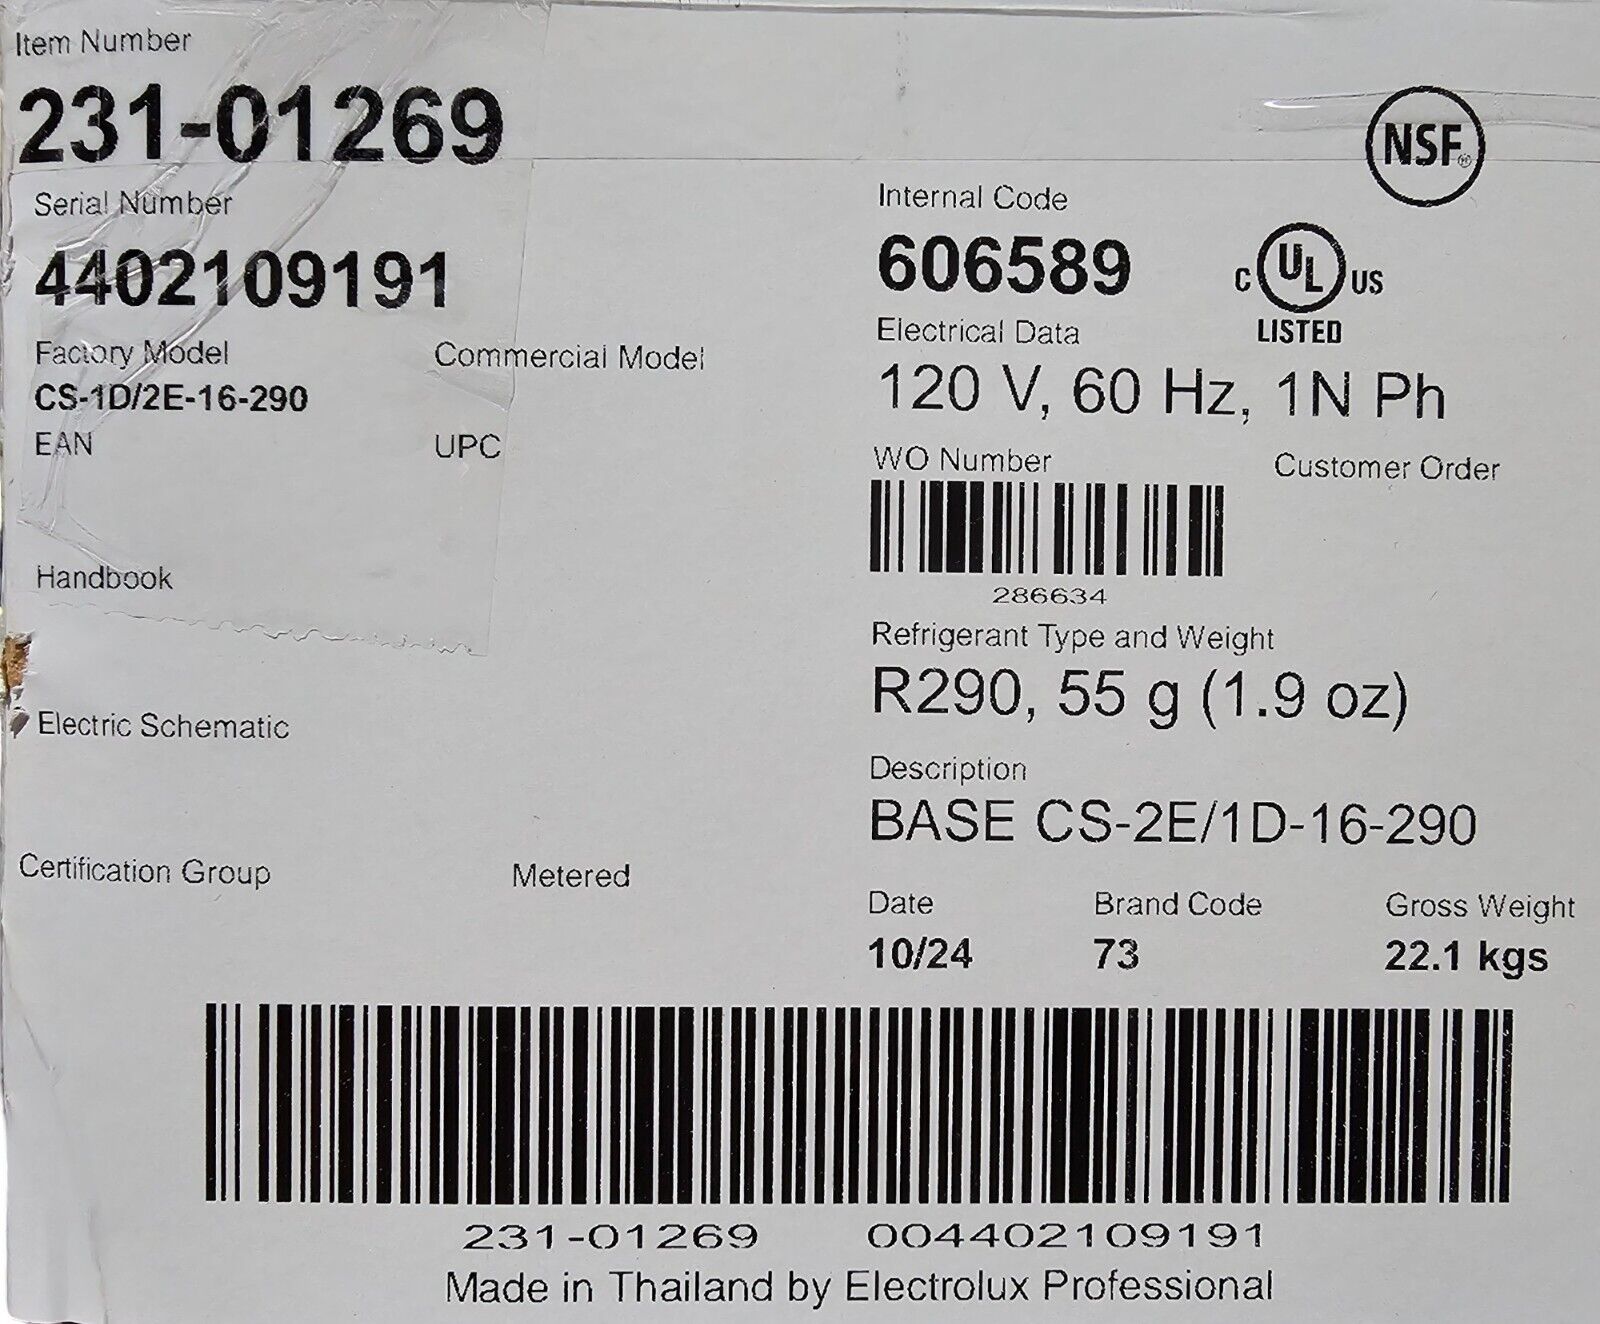 Item Number
231-01269
NSF®
Serial Number
4402109191
Internal Code
606589
C UL US
LISTED
Factory Model
CS-1D/2E-16-290
Commercial Model
Electrical Data
120 V, 60 Hz, 1N Ph
EAN
UPC
WO Number
Customer Order
286634
Handbook
Refrigerant Type and Weight
R290, 55 g (1.9 oz)
Electric Schematic
Description
BASE CS-2E/1D-16-290
Certification Group
Metered
Date
Brand Code
Gross Weight
10/24
73
22.1 kgs
231-01269 004402109191
Made in Thailand by Electrolux Professional